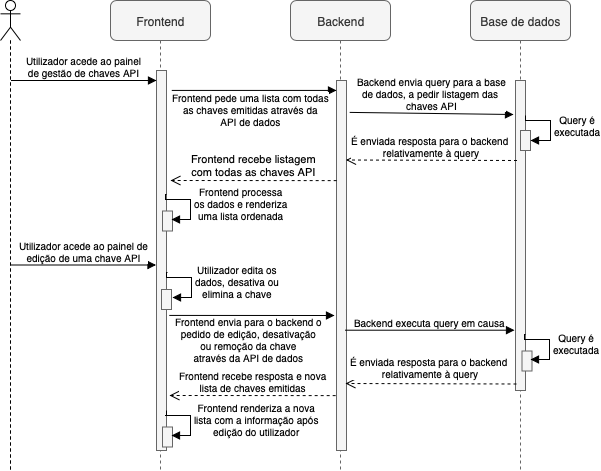 Frontend
Backend
Base de dados
Utilizador acede ao painel
de gestão de chaves API
Frontend pede uma lista com todas
as chaves emitidas através da
API de dados
Backend envia query para a base
de dados, a pedir listagem das
chaves API
Query é
executada
É enviada resposta para o backend
relativamente à query
Frontend recebe listagem
com todas as chaves API
Frontend processa
os dados e renderiza
uma lista ordenada
Utilizador acede ao painel de
edição de uma chave API
Utilizador edita os
dados, desativa ou
elimina a chave
Frontend envia para o backend o
pedido de edição, desativação
ou remoção da chave
através da API de dados
Backend executa query em causa
Query é
executada
É enviada resposta para o backend
relativamente à query
Frontend recebe resposta e nova
lista de chaves emitidas
Frontend renderiza a nova
lista com a informação após
edição do utilizador